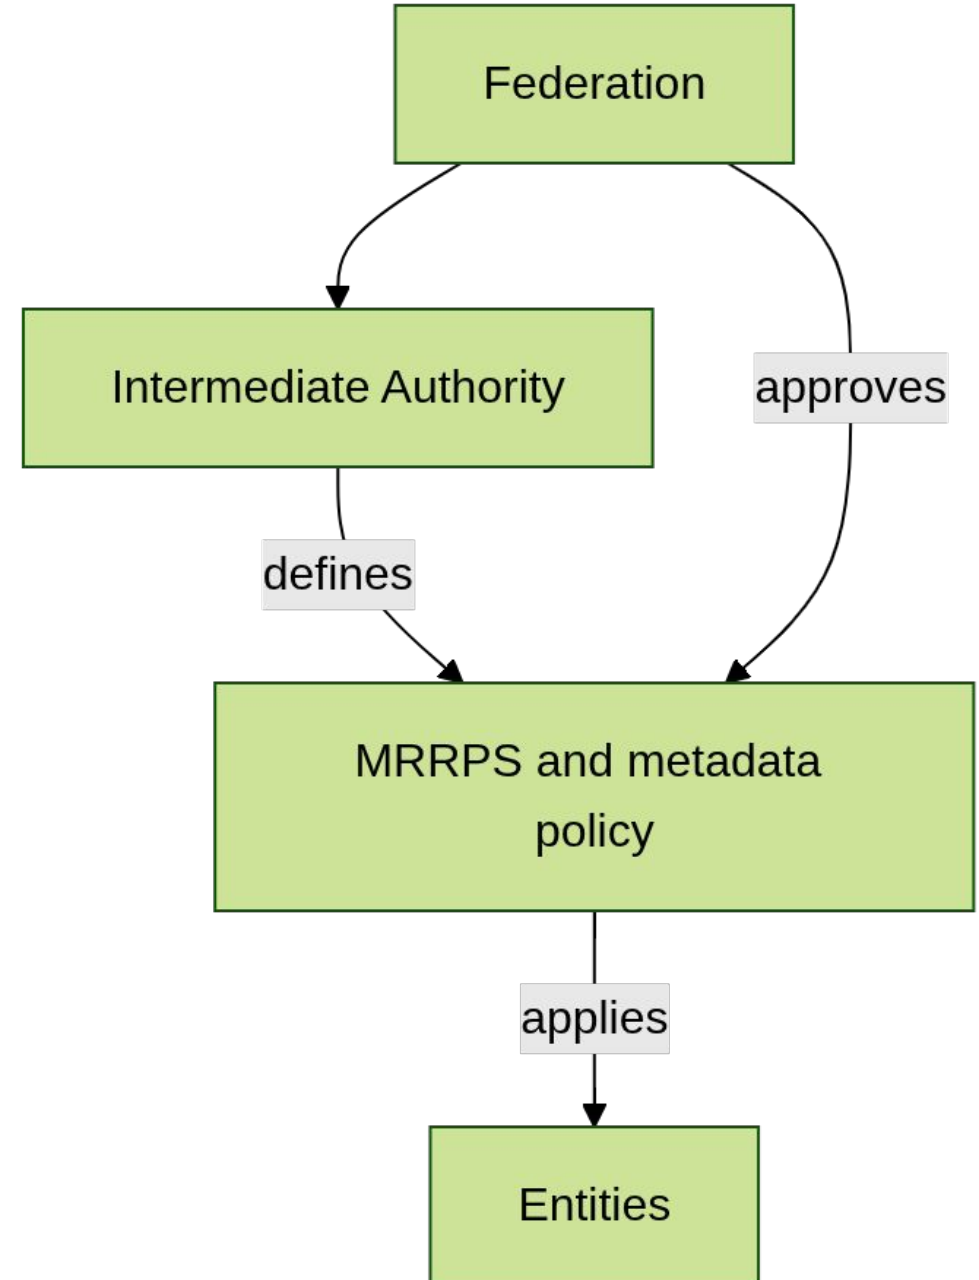 Federation
Intermediate Authority
approves
defines
MRRPS and metadata
policy
applies
Entities